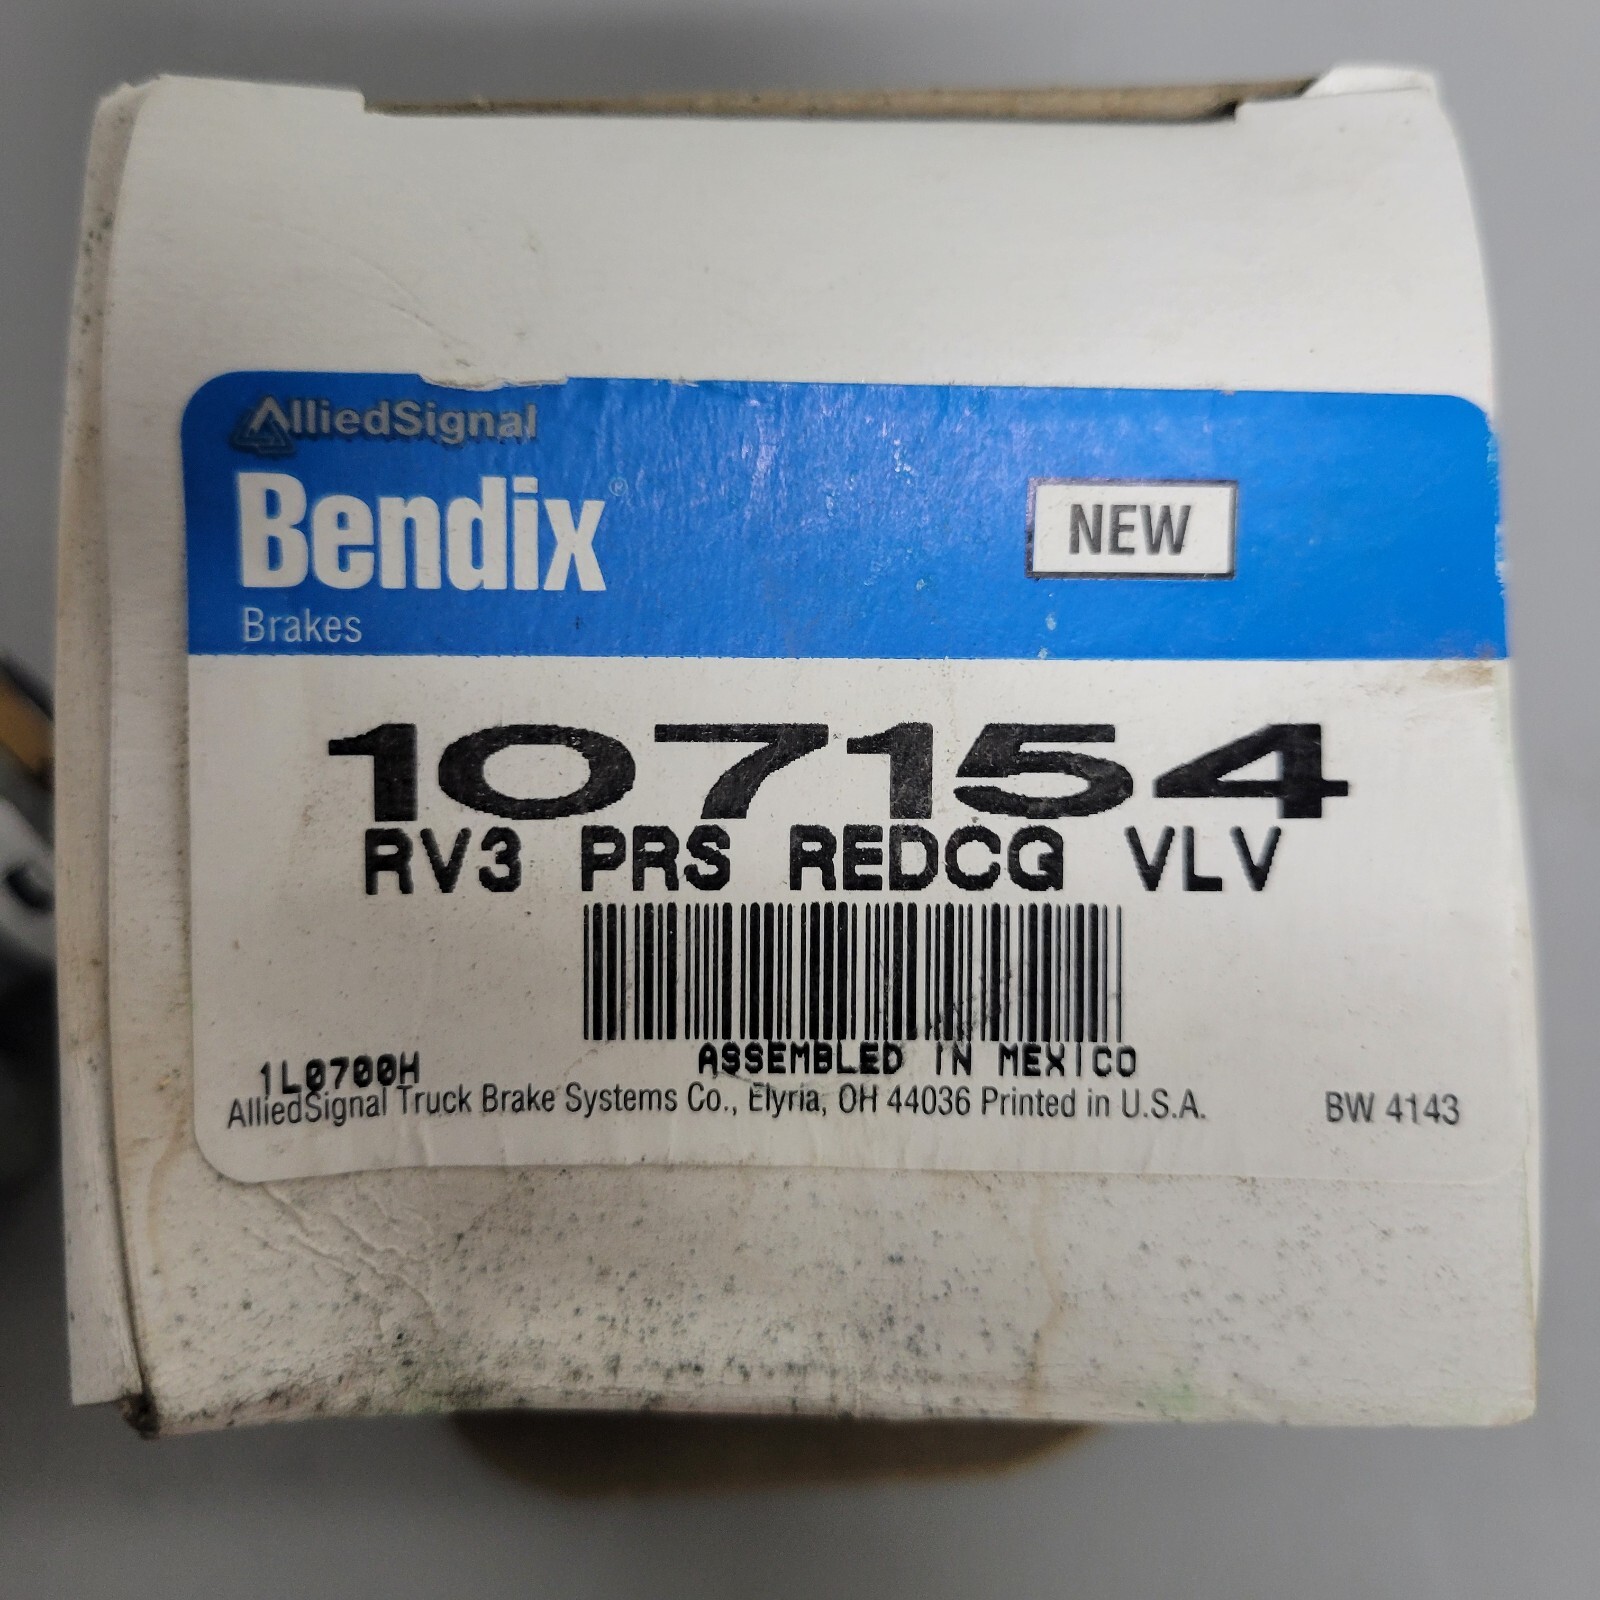 AlliedSignal
Bendix®
NEW
Brakes
107154
RV3 PRS REDCG VLV
1L0700H
ASSEMBLED IN MEXICO
AlliedSignal Truck Brake Systems Co., Elyria, OH 44036 Printed in U.S.A.
BW 4143